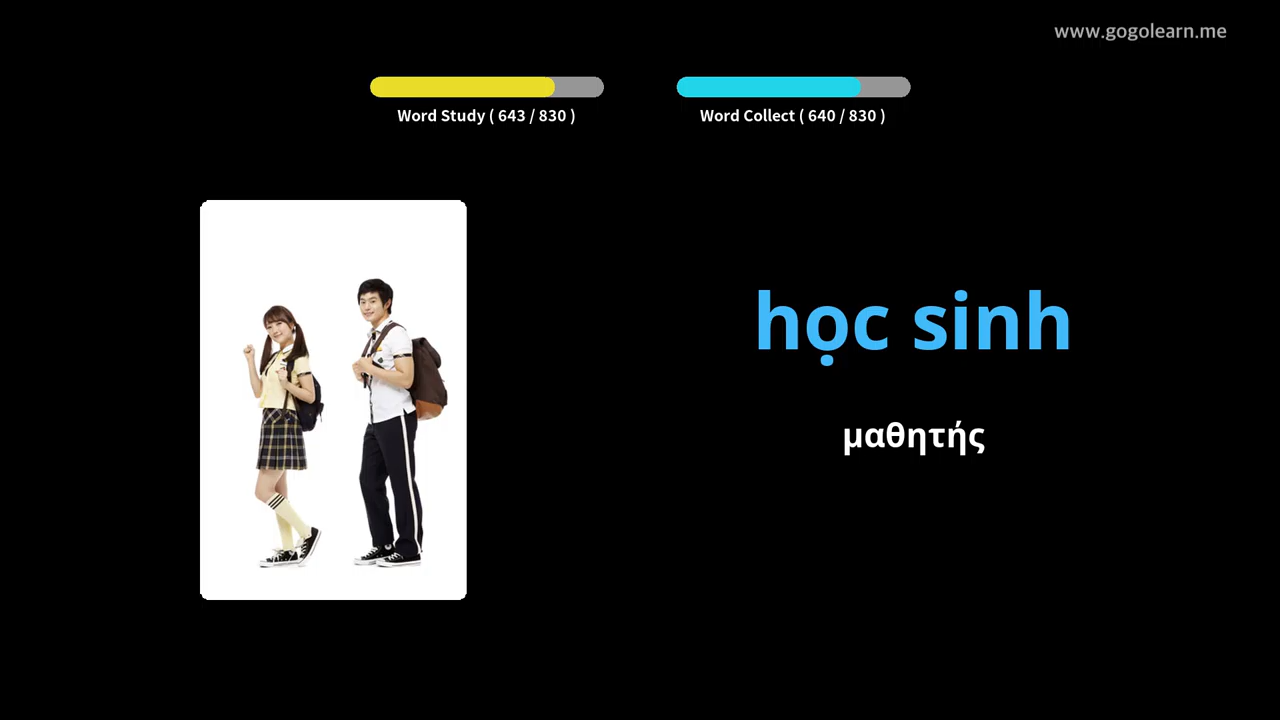 www.gogolearn.me
Word Study ( 643 / 830 )
Word Collect ( 640 / 830 )
học sinh
μαθητής